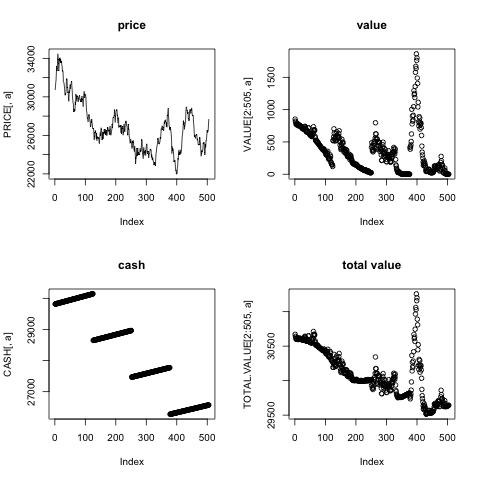 price
PRICE[, a]
22000 26000 30000 34000
0 100 200 300 400 500
Index
value
VALUE[2:505, a]
0 500 1000 1500
0 100 200 300 400 500
Index
cash
CASH[, a]
27000 29000
0 100 200 300 400 500
Index
total value
TOTAL.VALUE[2:505, a]
29500 30500
0 100 200 300 400 500
Index